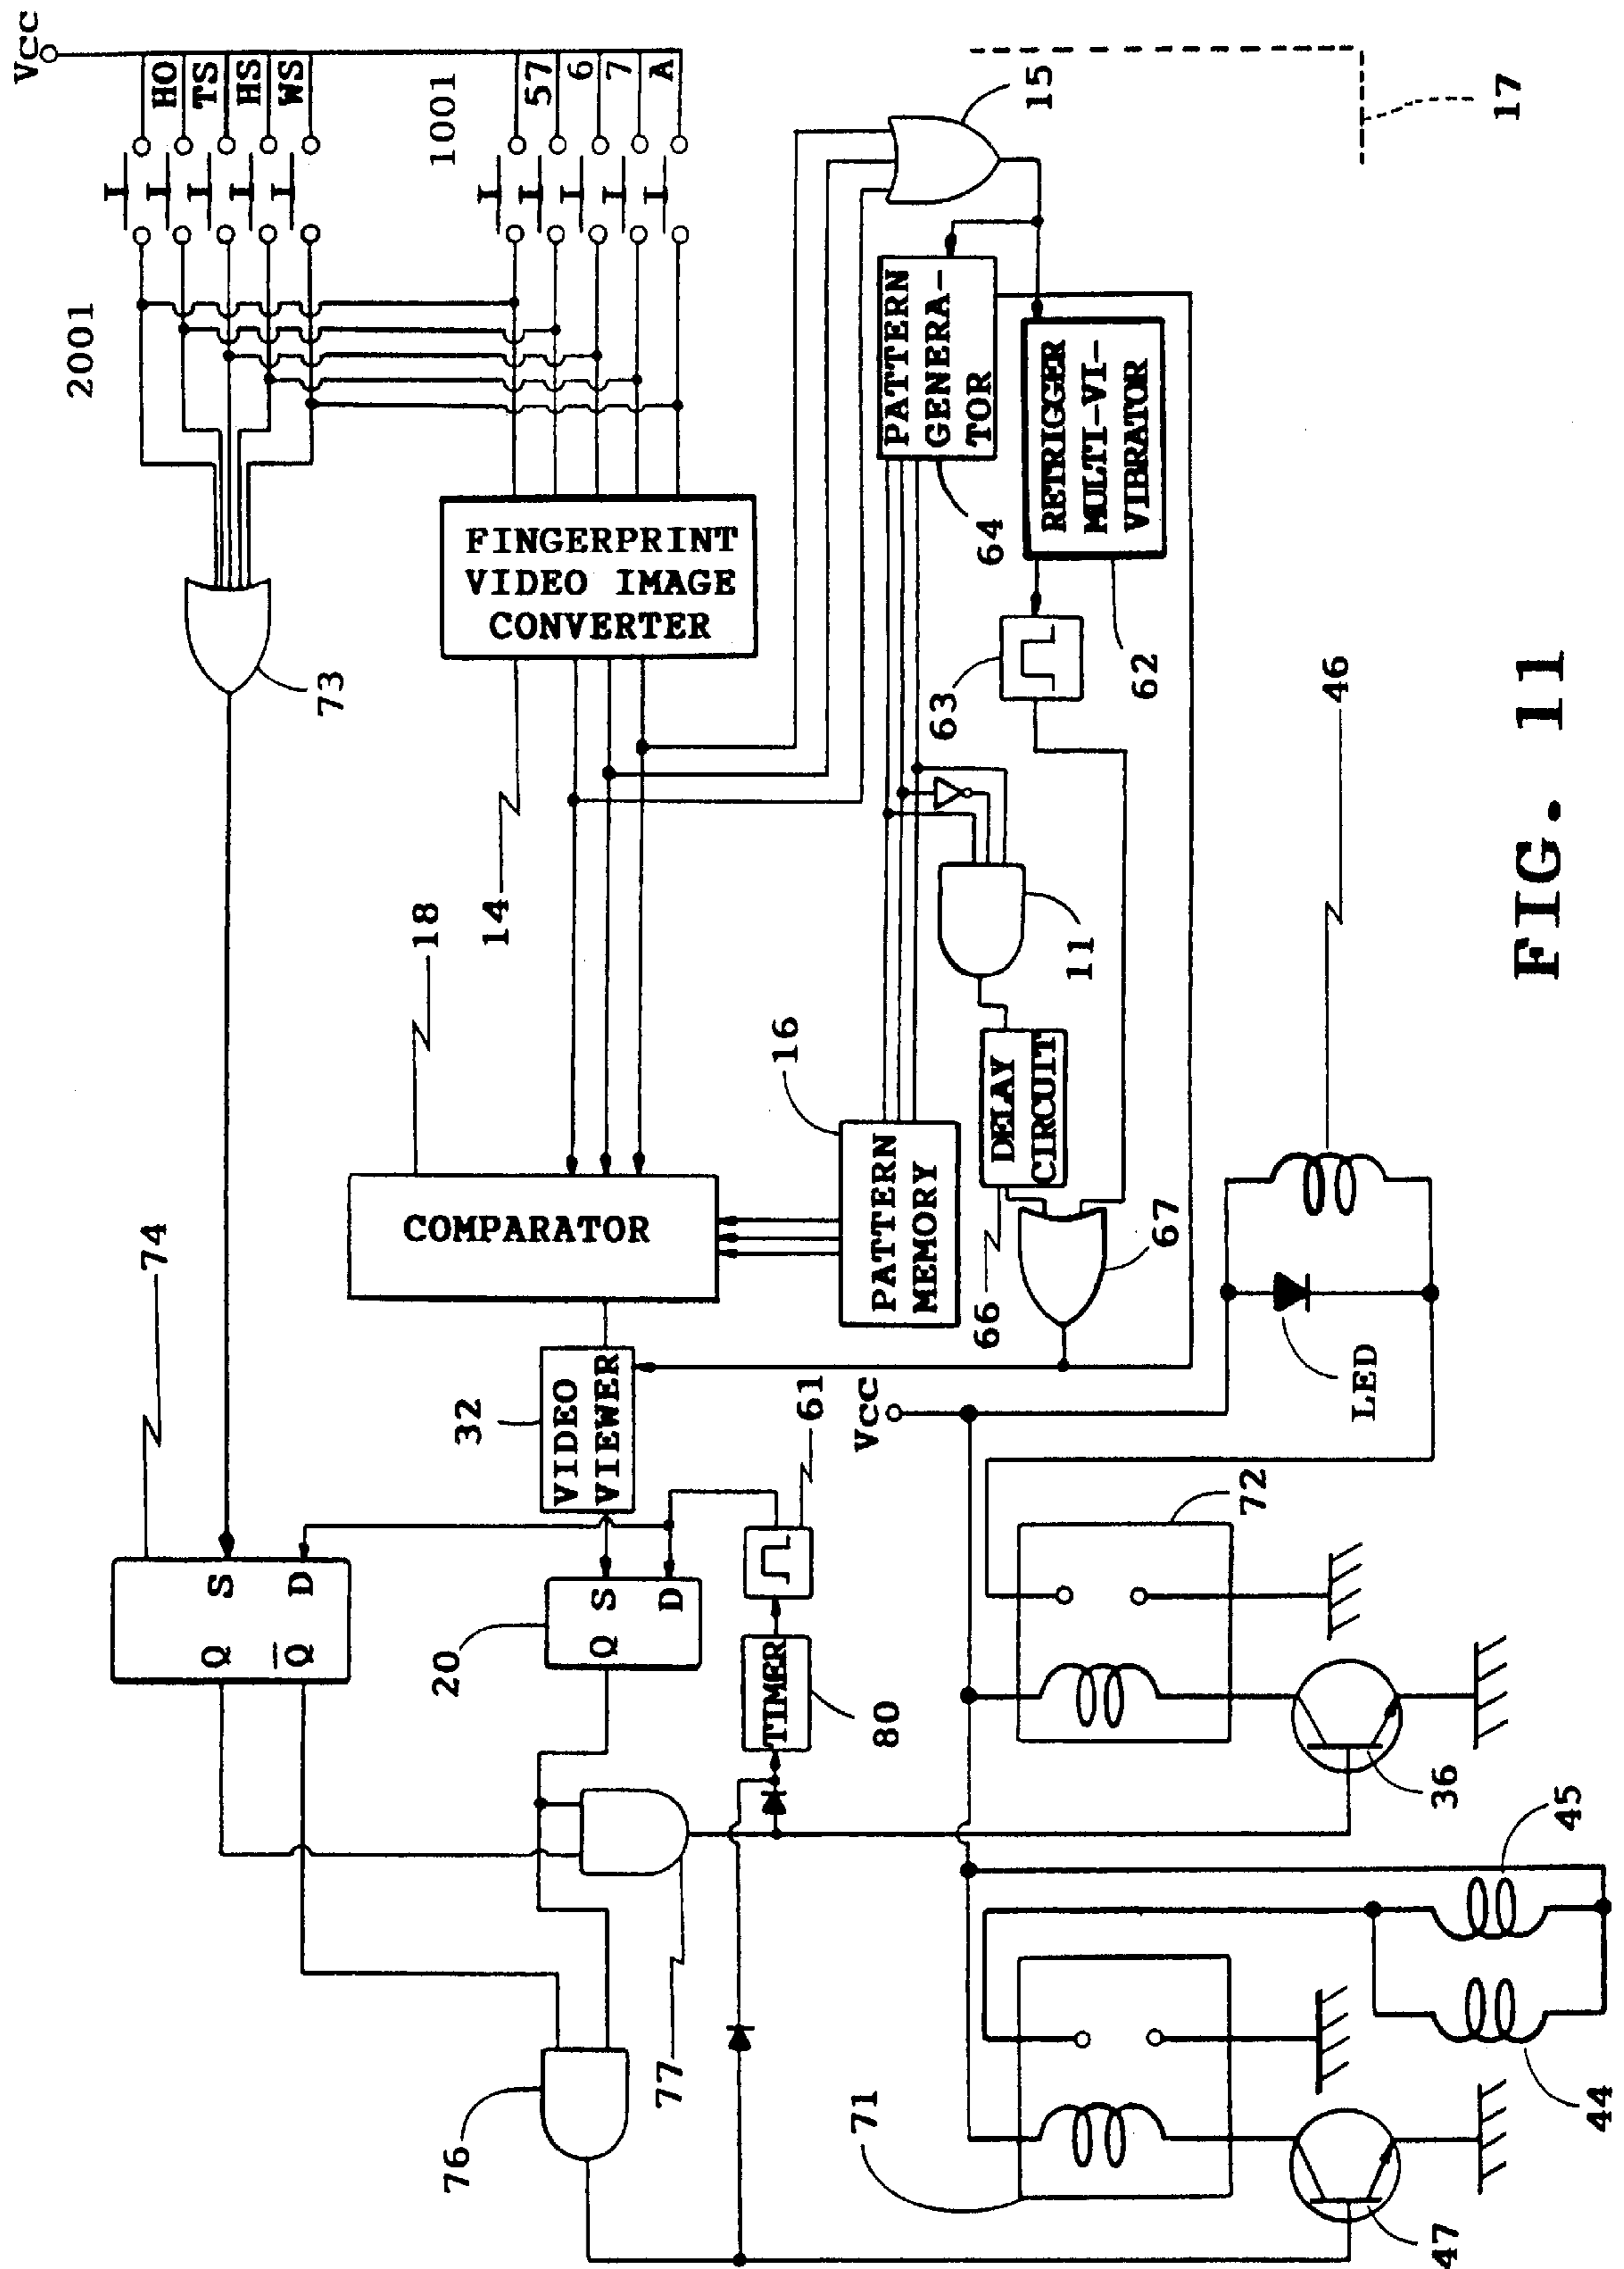 Vcc
HO
TS
HS
WS
2001
1001
57
6
7
A
15
17
73
FINGERPRINT
VIDEO IMAGE
CONVERTER
14
18
PATTERN
GENERA-
TOR
64
RETRIGGER
MULTI-VI-
VIBRATOR
62
63
11
DELAY
CIRCUIT
66
67
16
PATTERN
MEMORY
COMPARATOR
74
32
VIDEO
VIEWER
S
D
Q
Q
20
S
D
Q
TIMER
80
61
Vcc
LED
46
72
36
77
76
71
47
45
44
FIG. 11